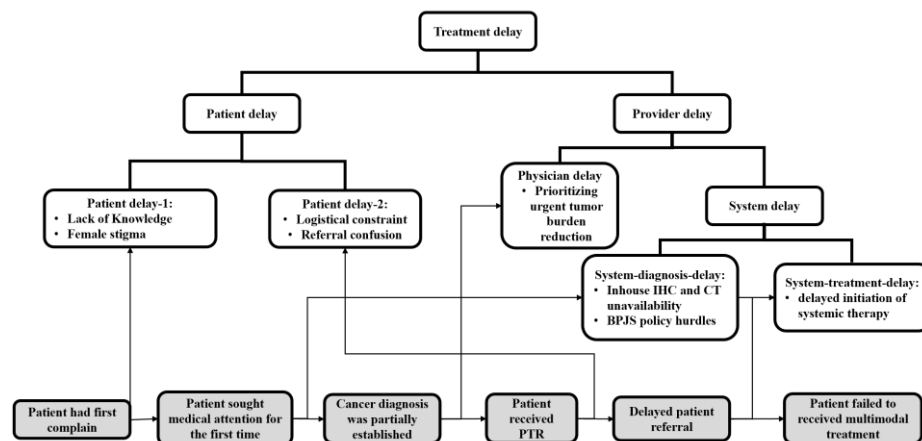 Treatment delay
Patient delay
Provider delay
Patient delay-1:
• Lack of Knowledge
• Female stigma
Patient delay-2:
• Logistical constraint
• Referral confusion
Physician delay
• Prioritizing
urgent tumor
burden
reduction
System delay
System-diagnosis-delay:
• Inhouse IHC and CT
unavailability
• BPJS policy hurdles
System-treatment-delay:
• delayed initiation of
systemic therapy
Patient had first
complain
Patient sought
medical attention for
the first time
Cancer diagnosis
was partially
established
Patient
received
PTR
Delayed patient
referral
Patient failed to
received multimodal
treatment